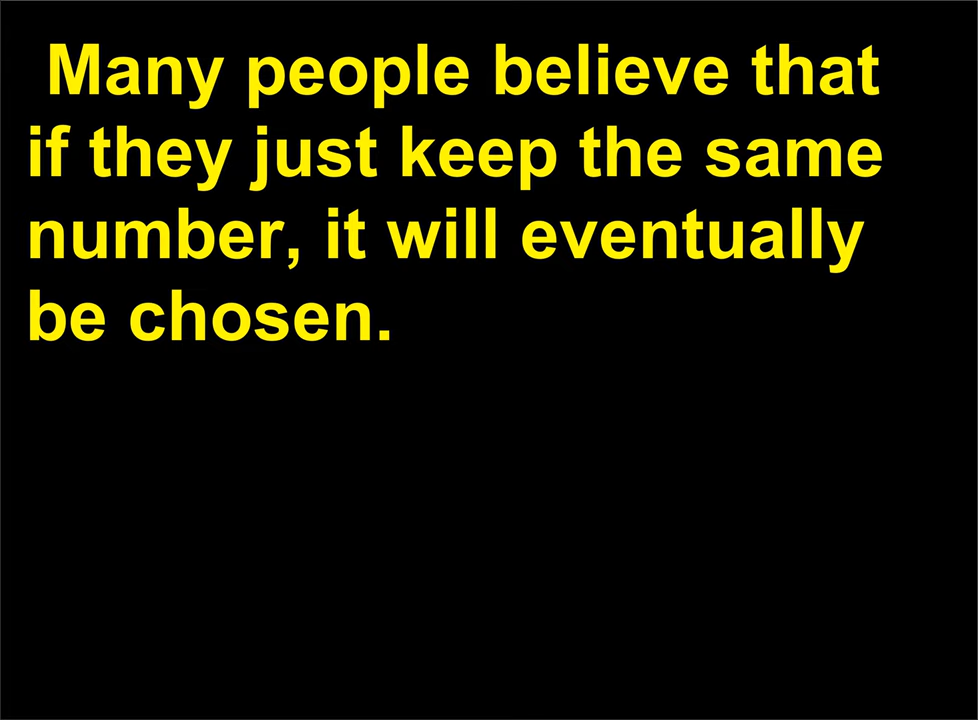 Many people believe that
if they just keep the same
number, it will eventually
be chosen.